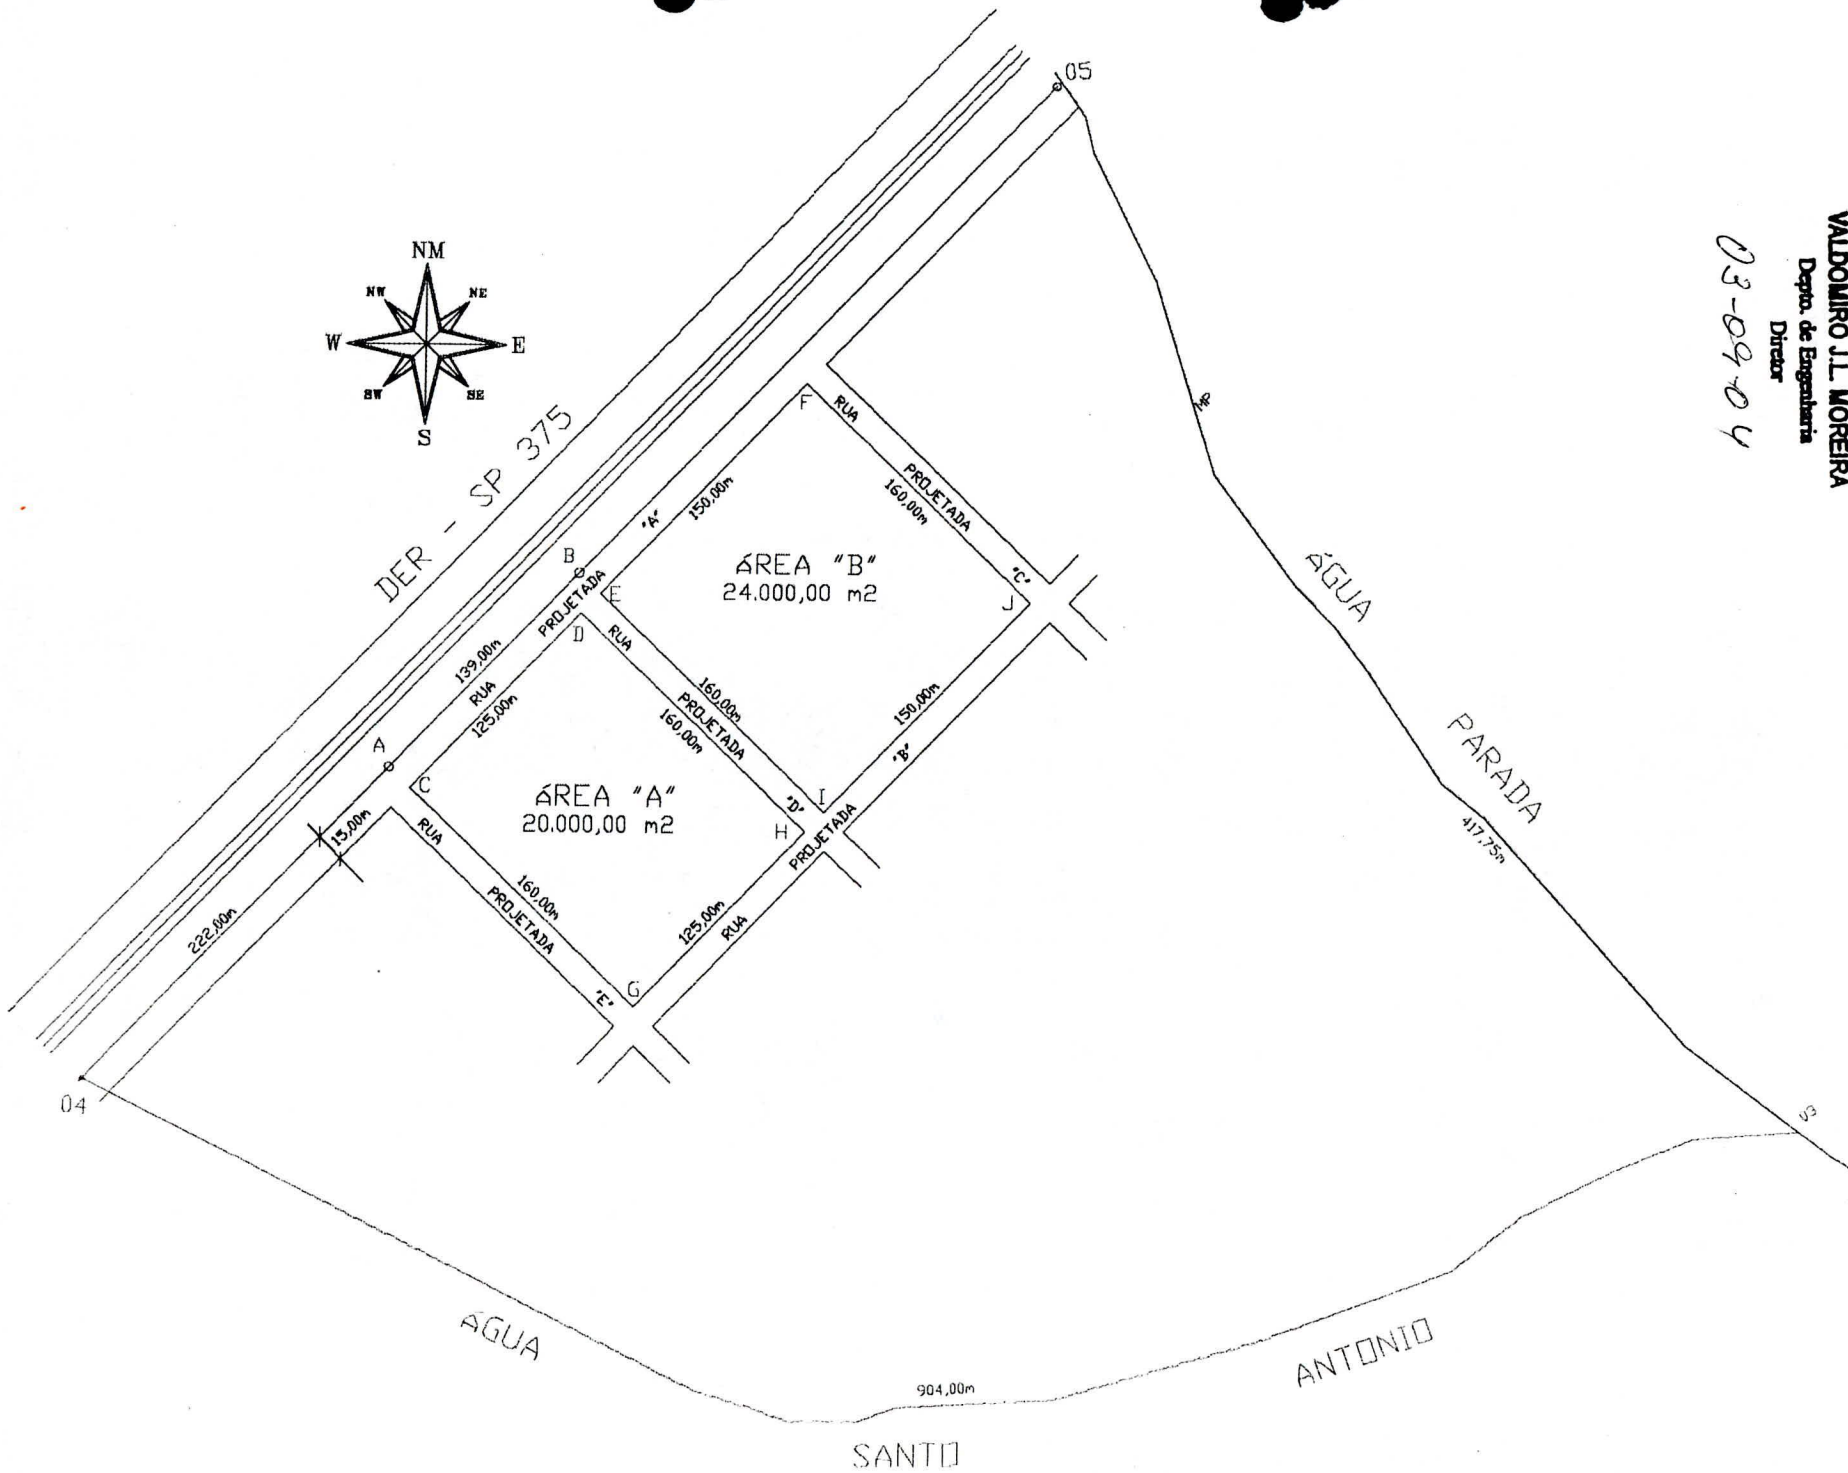 05
VALDOMIRO J.L. MOREIRA
Depto. de Engenharia
Diretor
03-09-04
NM
NW
NE
W
E
SW
SE
S
DER - SP 375
MP
F
RUA
PROJETADA
"C"
160,00m
150,00m
"A"
ÁREA "B"
24.000,00 m2
B
E
J
PROJETADA
D
RUA
PROJETADA
"D"
160,00m
160,00m
139,00m
RUA
125,00m
150,00m
"B"
ÁGUA
PARADA
417,75m
A
C
ÁREA "A"
20.000,00 m2
I
H
PROJETADA
15,00m
RUA
PROJETADA
"E"
160,00m
125,00m
RUA
222,00m
G
04
ÁGUA
904,00m
SANTO
ANTONIO